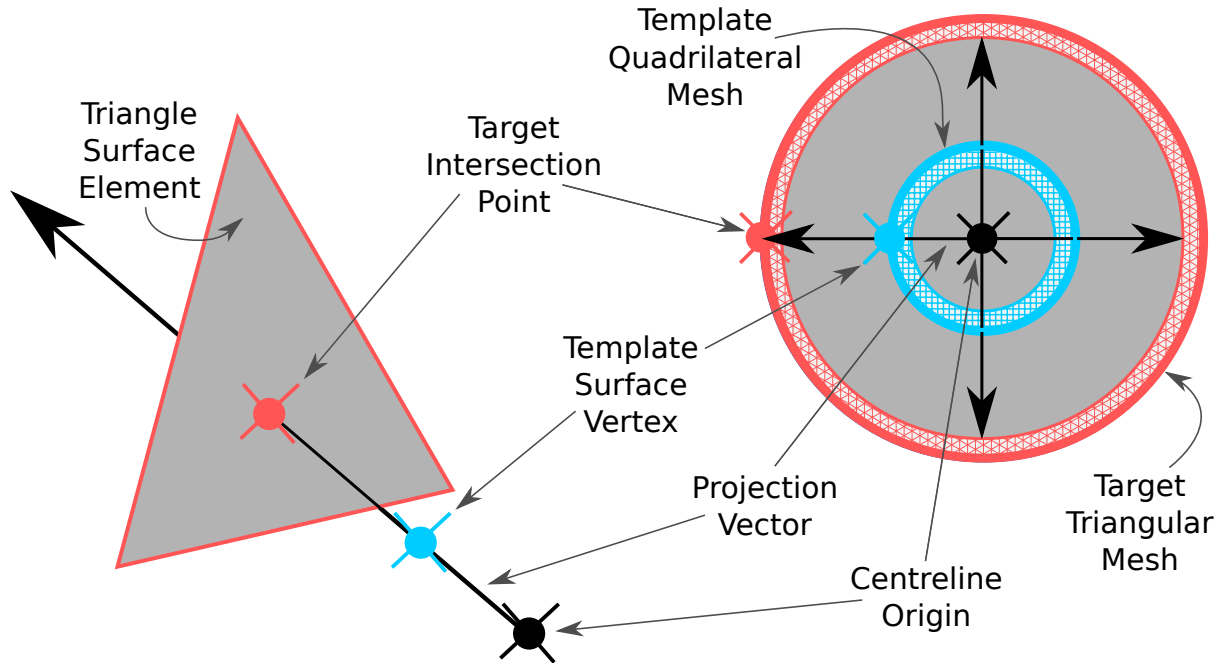 Template
Quadrilateral
Mesh
Triangle
Surface
Element
Target
Intersection
Point
Template
Surface
Vertex
Projection
Vector
Target
Triangular
Mesh
Centreline
Origin